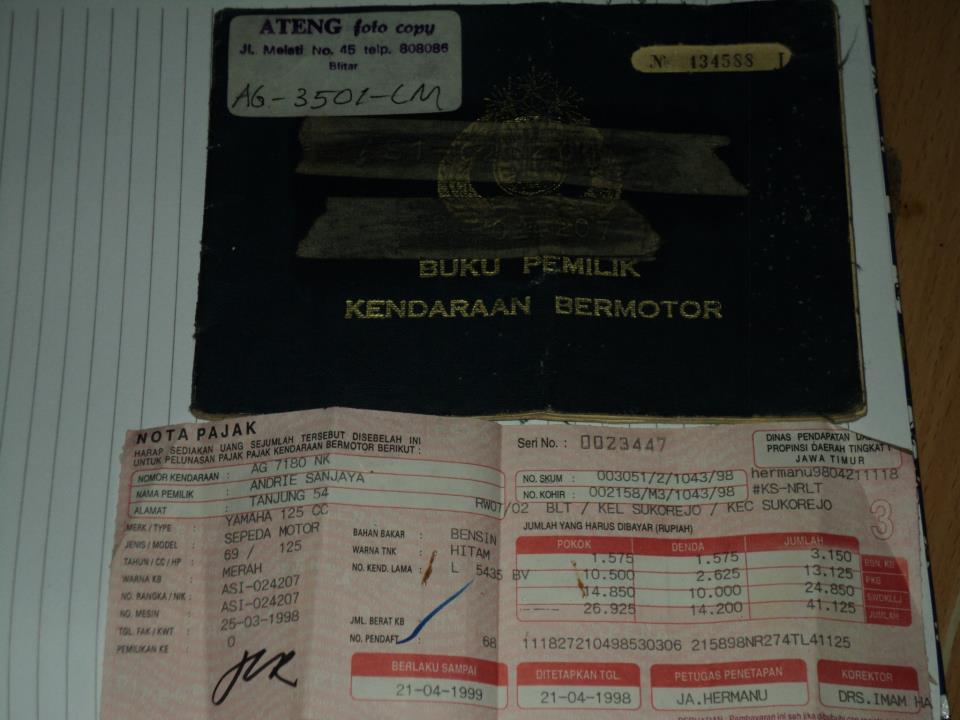 ATENG foto copy
Jl. Melati No. 45 telp. 808086
Blitar
AG-3501-LM
№ 134588 I
BUKU PEMILIK
KENDARAAN BERMOTOR
NOTA PAJAK
HARAP SEDIAKAN UANG SEJUMLAH TERSEBUT DISEBELAH INI
UNTUK PELUNASAN PAJAK PAJAK KENDARAAN BERMOTOR BERIKUT :
NOMOR KENDARAAN : AG 7180 NK
NAMA PEMILIK : ANDRIE SANJAYA
ALAMAT : TANJUNG 54 RW07/02 BLT / KEL SUKOREJO / KEC SUKOREJO
MERK / TYPE : YAMAHA 125 CC
JENIS / MODEL : SEPEDA MOTOR
TAHUN / CC / HP : 69 / 125
WARNA KB : MERAH
NO. RANGKA / NIK : ASI-024207
NO. MESIN : ASI-024207
TGL. FAK / KWT : 25-03-1998
PEMILIKAN KE : 0
BAHAN BAKAR : BENSIN
WARNA TNK : HITAM
NO. KEND. LAMA : L 5435 BV
JML. BERAT KB :
NO. PENDAFT. : 68 111827210498530306 215898NR274TL41125
BERLAKU SAMPAI
21-04-1999
Seri No. : 0023447
DINAS PENDAPATAN
PROPINSI DAERAH TINGKAT I
JAWA TIMUR
NO. SKUM : 003051/2/1043/98
NO. KOHIR : 002158/M3/1043/98
hermanu9804211118
#KS-NRLT
3
JUMLAH YANG HARUS DIBAYAR (RUPIAH)
POKOK DENDA JUMLAH
1.575 1.575 3.150 BBN. KB
10.500 2.625 13.125 PKB
14.850 10.000 24.850 SWDKLLJ
26.925 14.200 41.125 JUMLAH
DITETAPKAN TGL.
21-04-1998
PETUGAS PENETAPAN
JA.HERMANU
KOREKTOR
DRS.IMAM HA